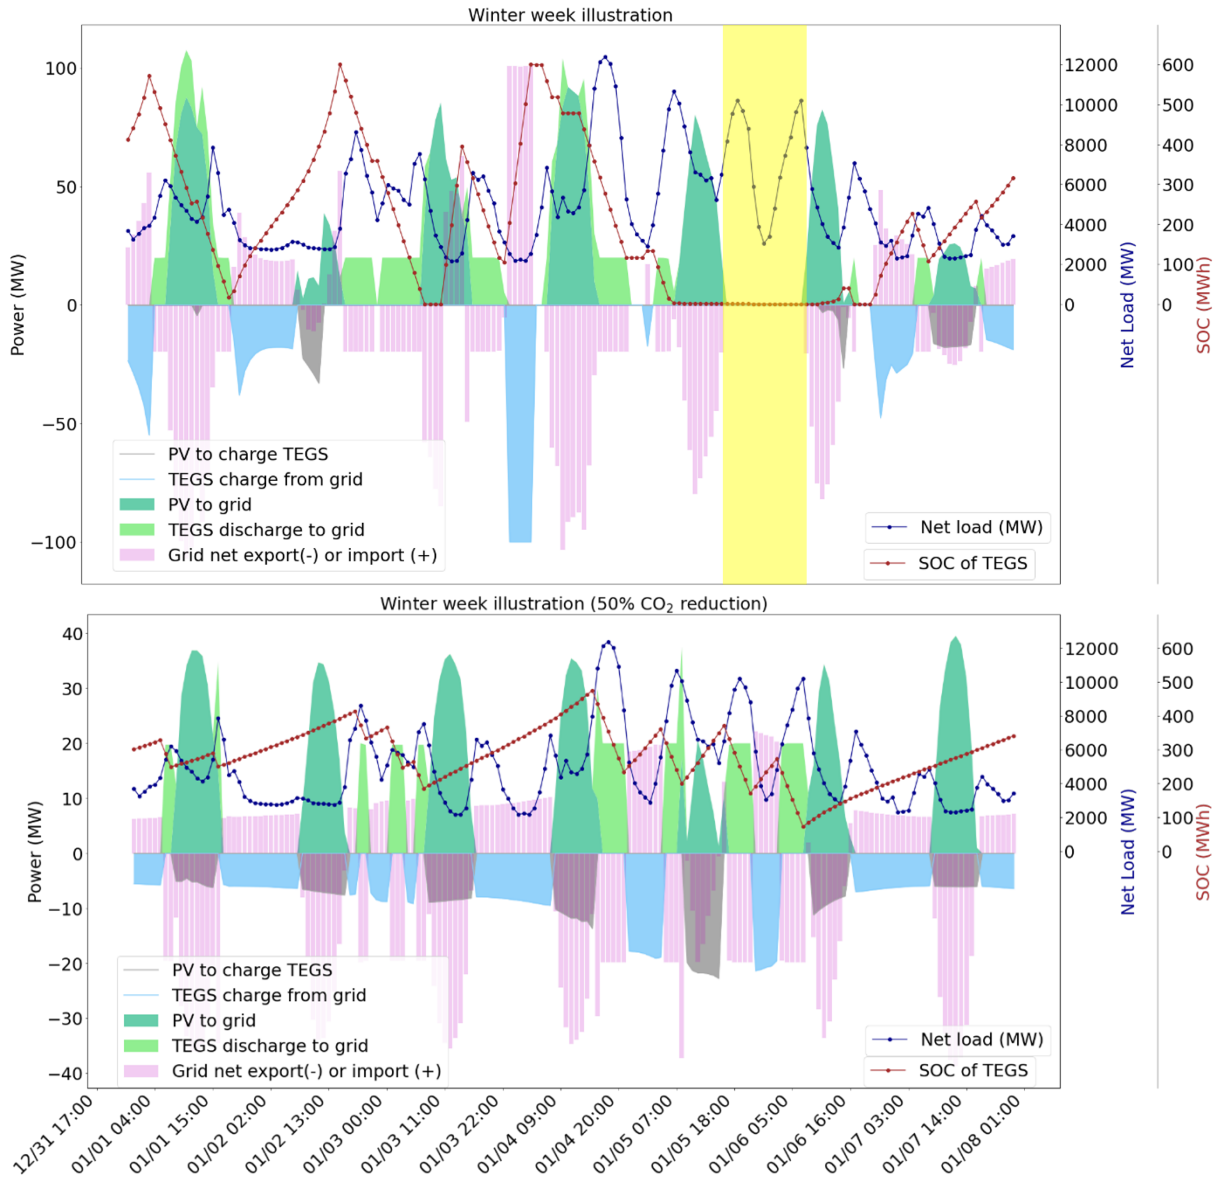 Winter week illustration
100
50
0
−50
−100
Power (MW)
12000
10000
8000
6000
4000
2000
0
Net Load (MW)
600
500
400
300
200
100
0
SOC (MWh)
PV to charge TEGS
TEGS charge from grid
PV to grid
TEGS discharge to grid
Grid net export(-) or import (+)
Net load (MW)
SOC of TEGS
Winter week illustration (50% CO₂ reduction)
40
30
20
10
0
−10
−20
−30
−40
Power (MW)
12000
10000
8000
6000
4000
2000
0
Net Load (MW)
600
500
400
300
200
100
0
SOC (MWh)
PV to charge TEGS
TEGS charge from grid
PV to grid
TEGS discharge to grid
Grid net export(-) or import (+)
Net load (MW)
SOC of TEGS
12/31 17:00
01/01 04:00
01/01 15:00
01/02 02:00
01/02 13:00
01/03 00:00
01/03 11:00
01/03 22:00
01/04 09:00
01/04 20:00
01/05 07:00
01/05 18:00
01/06 05:00
01/06 16:00
01/07 03:00
01/07 14:00
01/08 01:00